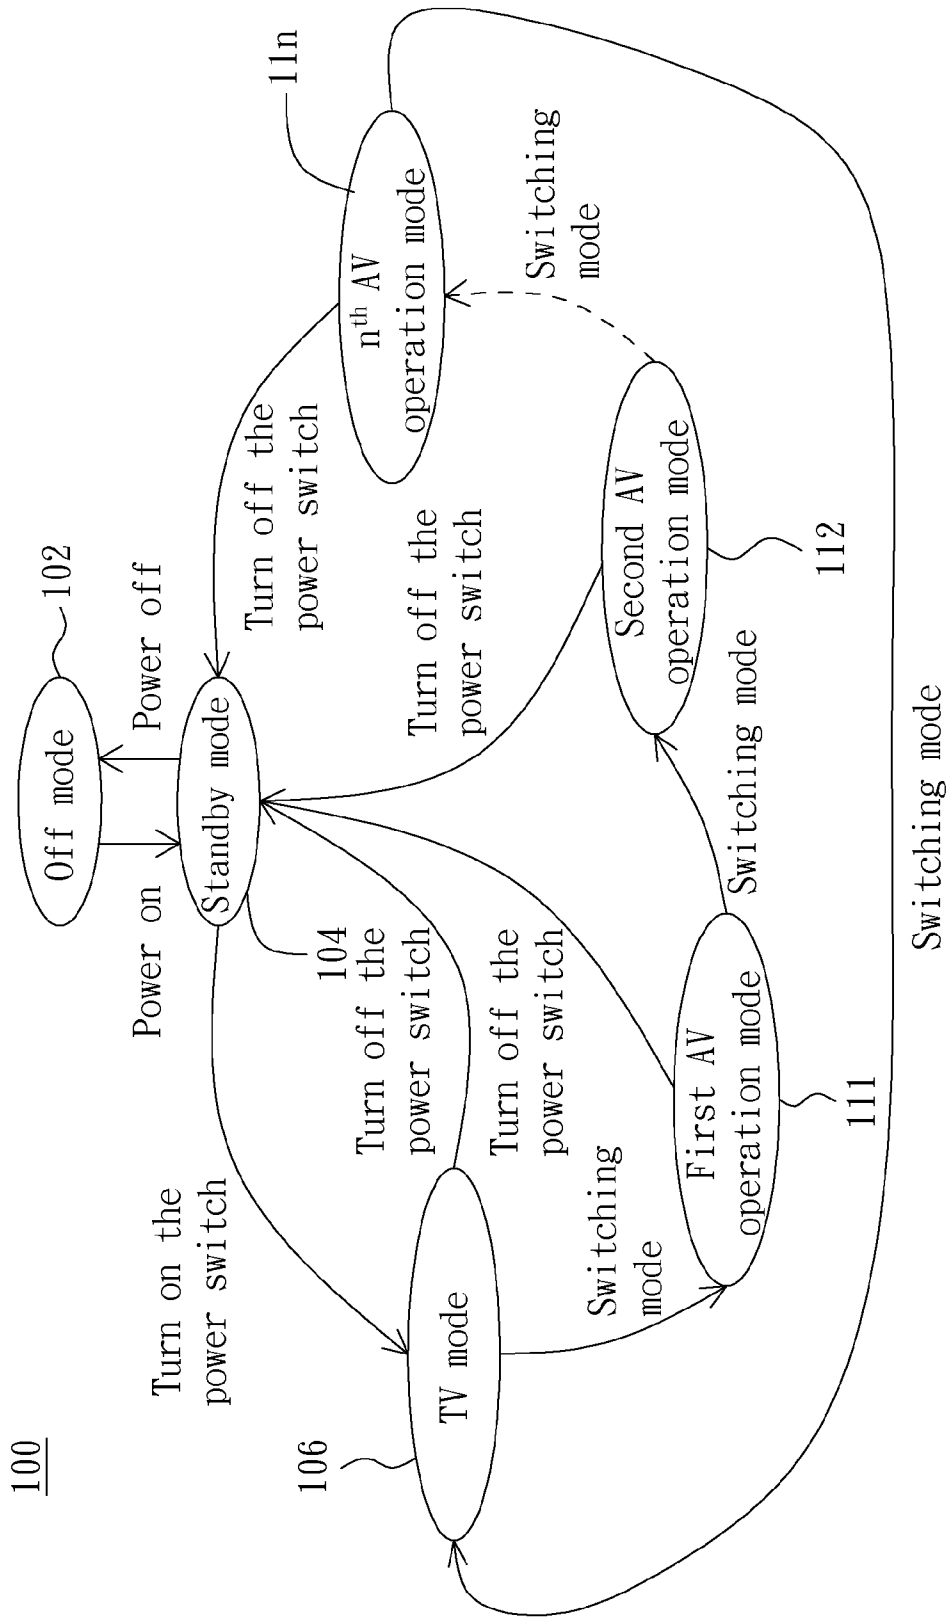 100
Off mode
102
Power on
Power off
Standby mode
104
Turn on the
power switch
Turn off the
power switch
Turn off the
power switch
Turn off the
power switch
Turn off the
power switch
106
TV mode
nth AV
operation mode
11n
Switching
mode
Switching
mode
First AV
operation mode
111
Switching mode
Second AV
operation mode
112
Switching mode